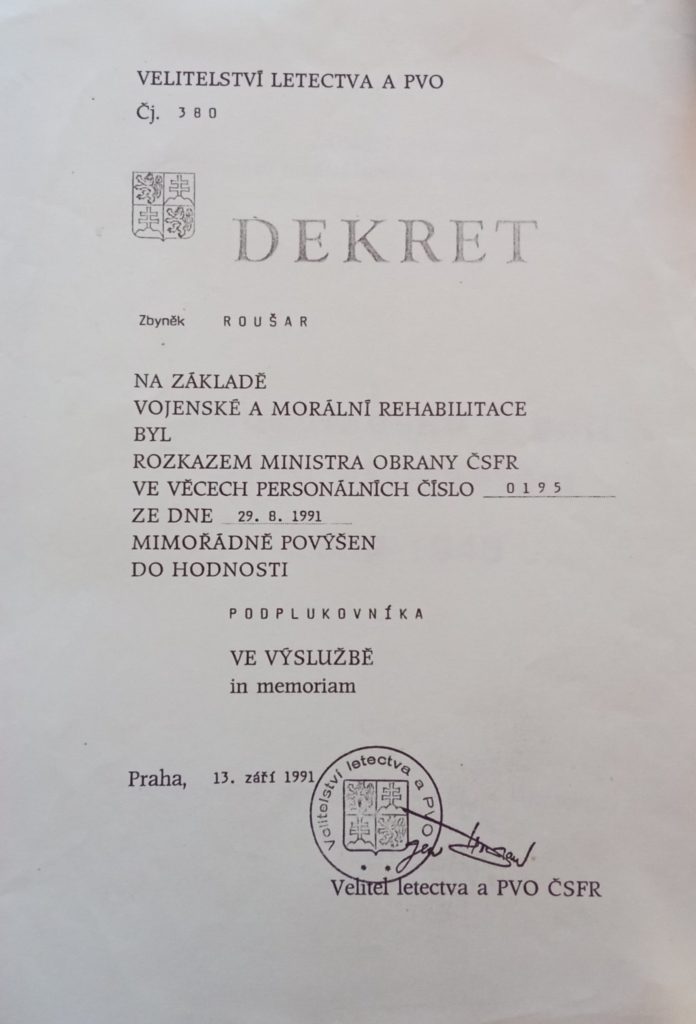 VELITELSTVÍ LETECTVA A PVO
Čj. 380
DEKRET
Zbyněk ROUŠAR
NA ZÁKLADĚ
VOJENSKÉ A MORÁLNÍ REHABILITACE
BYL
ROZKAZEM MINISTRA OBRANY ČSFR
VE VĚCECH PERSONÁLNÍCH ČÍSLO 0195
ZE DNE 29. 8. 1991
MIMOŘÁDNĚ POVÝŠEN
DO HODNOSTI
PODPLUKOVNÍKA
VE VÝSLUŽBĚ
in memoriam
Praha, 13. září 1991
Velitelství letectva a PVO
Velitel letectva a PVO ČSFR